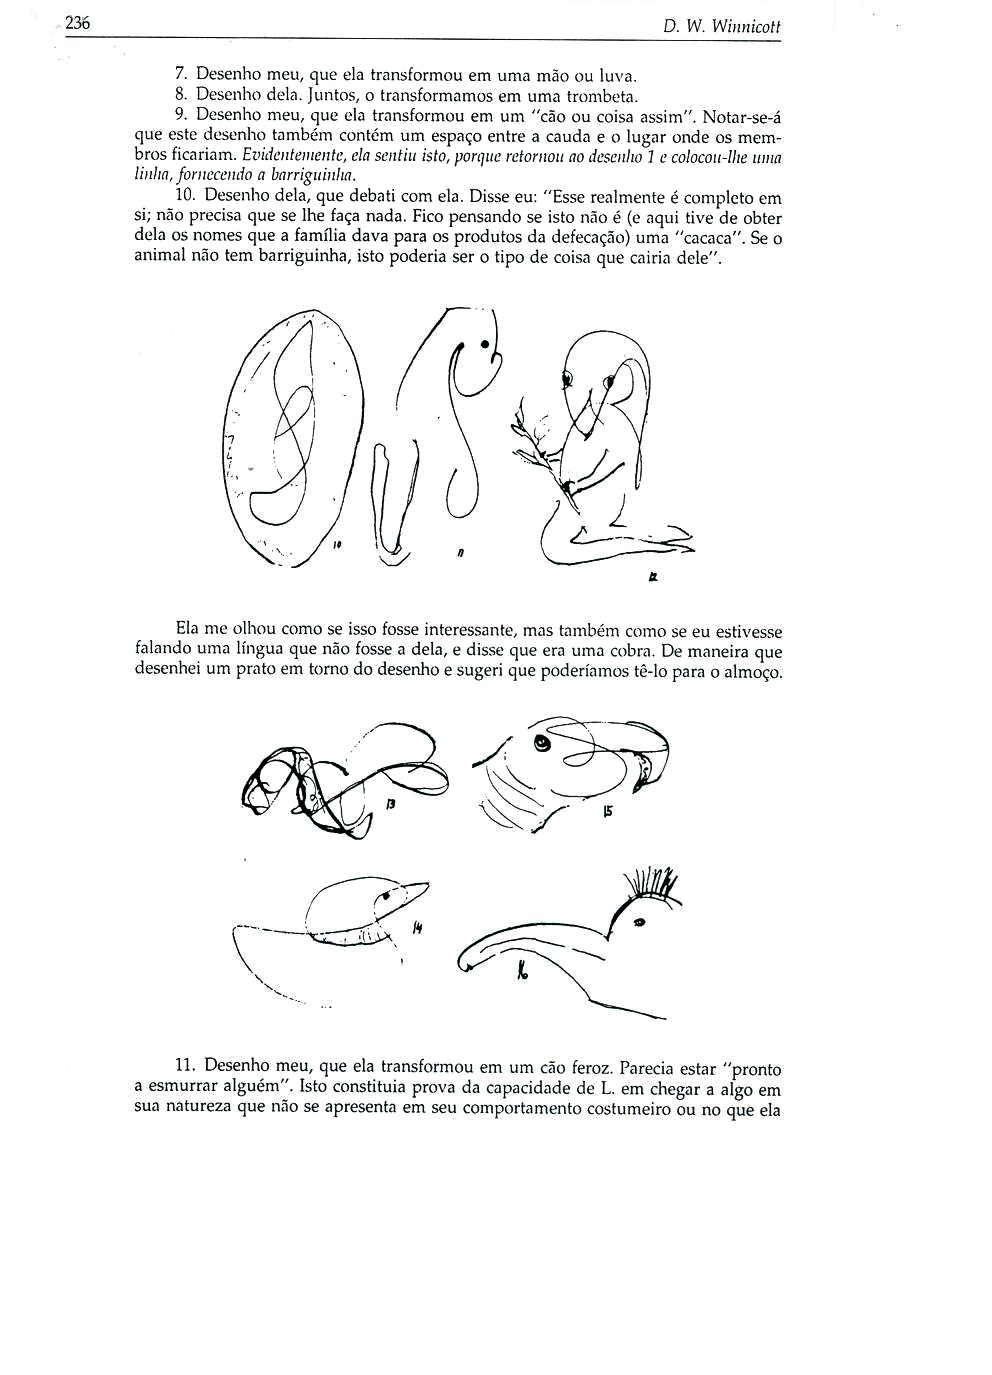 236
D. W. Winnicott
7. Desenho meu, que ela transformou em uma mão ou luva.
8. Desenho dela. Juntos, o transformamos em uma trombeta.
9. Desenho meu, que ela transformou em um "cão ou coisa assim". Notar-se-á
que este desenho também contém um espaço entre a cauda e o lugar onde os mem-
bros ficariam. Evidentemente, ela sentiu isto, porque retornou ao desenho 1 e colocou-lhe uma
linha, fornecendo a barriguinha.
10. Desenho dela, que debati com ela. Disse eu: "Esse realmente é completo em
si; não precisa que se lhe faça nada. Fico pensando se isto não é (e aqui tive de obter
dela os nomes que a família dava para os produtos da defecação) uma "cacaca". Se o
animal não tem barriguinha, isto poderia ser o tipo de coisa que cairia dele".
10
11
12
Ela me olhou como se isso fosse interessante, mas também como se eu estivesse
falando uma língua que não fosse a dela, e disse que era uma cobra. De maneira que
desenhei um prato em torno do desenho e sugeri que poderíamos tê-lo para o almoço.
13
15
14
16
11. Desenho meu, que ela transformou em um cão feroz. Parecia estar "pronto
a esmurrar alguém". Isto constituia prova da capacidade de L. em chegar a algo em
sua natureza que não se apresenta em seu comportamento costumeiro ou no que ela